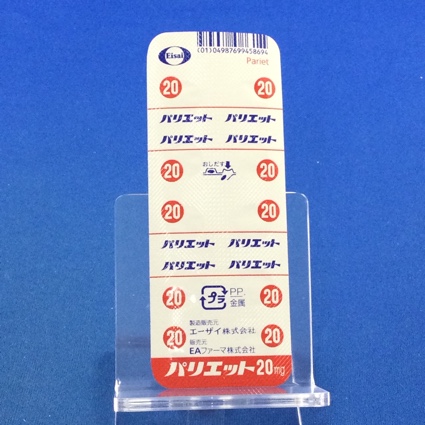 Eisai
(01)04987699458694
Pariet
20 20
パリエット パリエット
パリエット パリエット
20 おしだす 20
20 20
パリエット パリエット
パリエット パリエット
20 プラ PP, 金属 20
製造販売元
20 エーザイ株式会社 20
販売元
EAファーマ株式会社
パリエット20mg